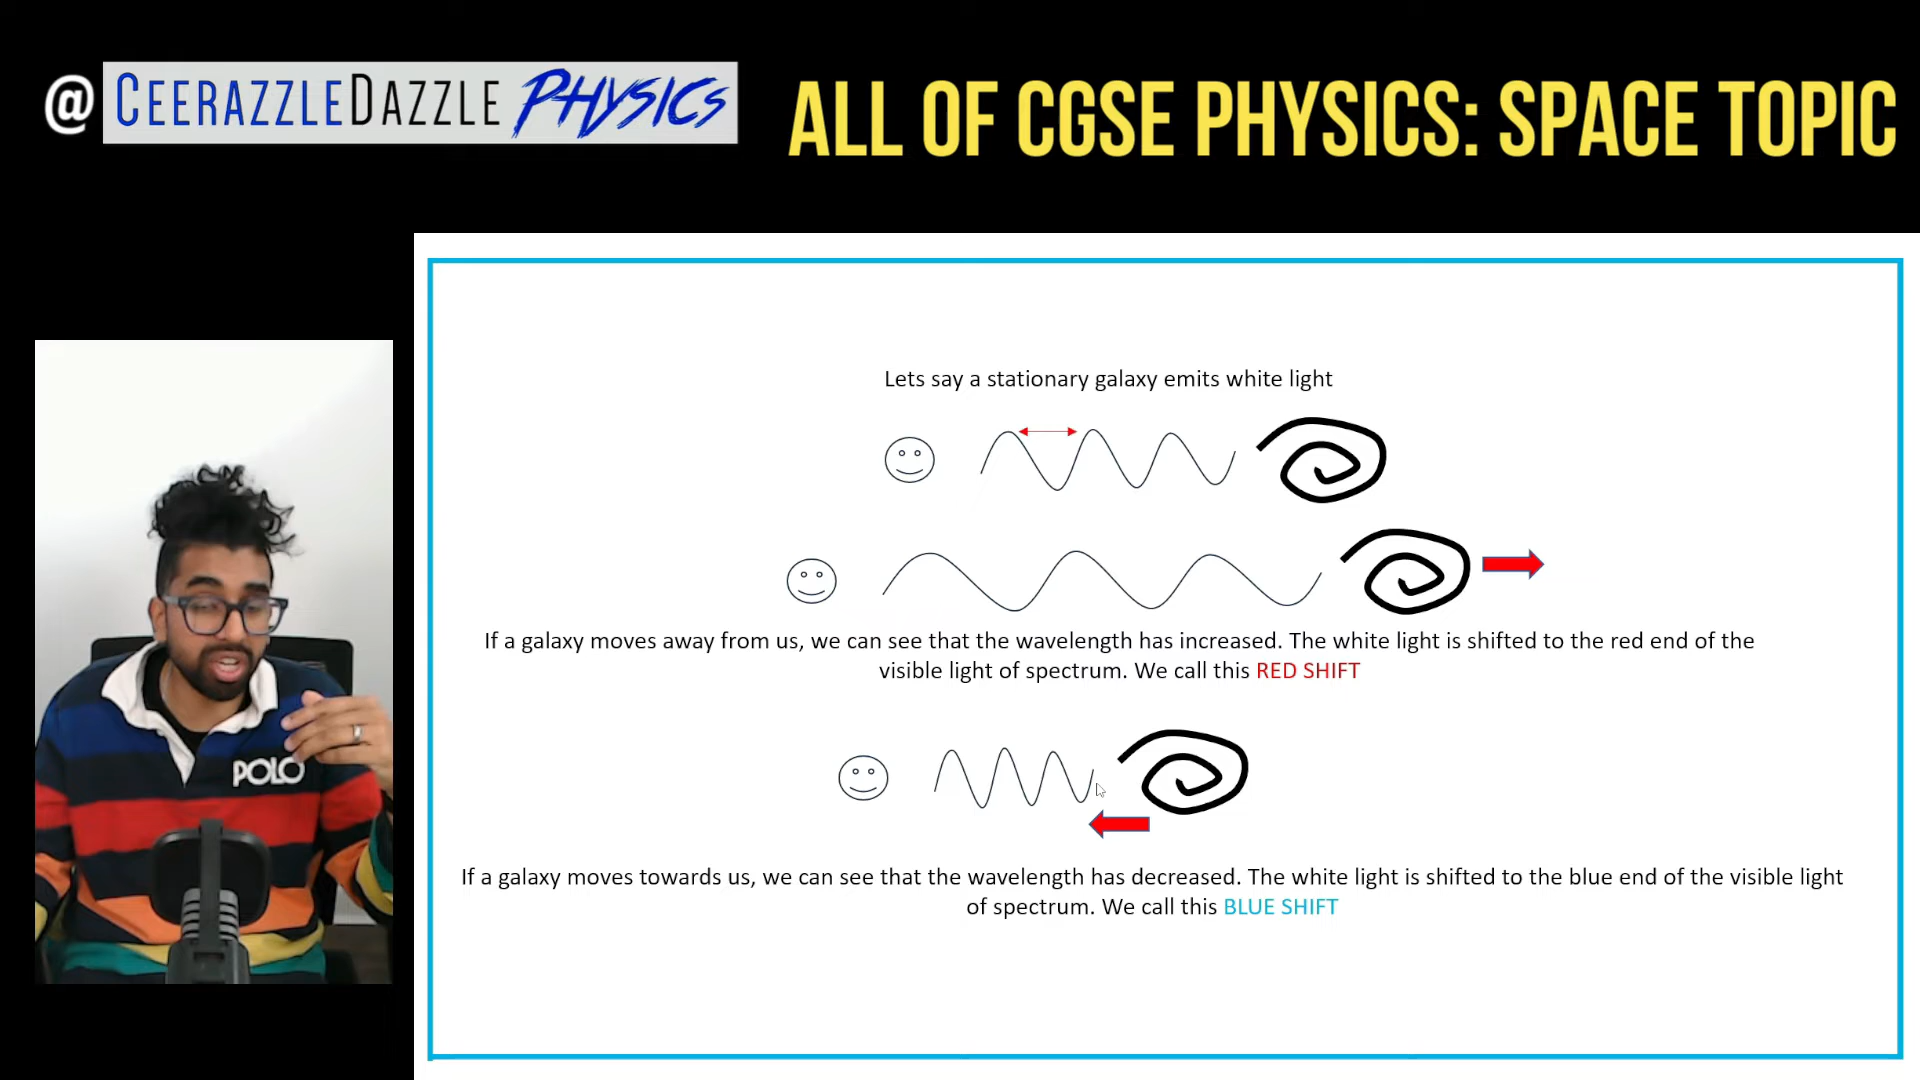 @ CEERAZZLEDAZZLE PHYSICS
ALL OF CGSE PHYSICS: SPACE TOPIC
Lets say a stationary galaxy emits white light
If a galaxy moves away from us, we can see that the wavelength has increased. The white light is shifted to the red end of the
visible light of spectrum. We call this RED SHIFT
POLO
If a galaxy moves towards us, we can see that the wavelength has decreased. The white light is shifted to the blue end of the visible light
of spectrum. We call this BLUE SHIFT